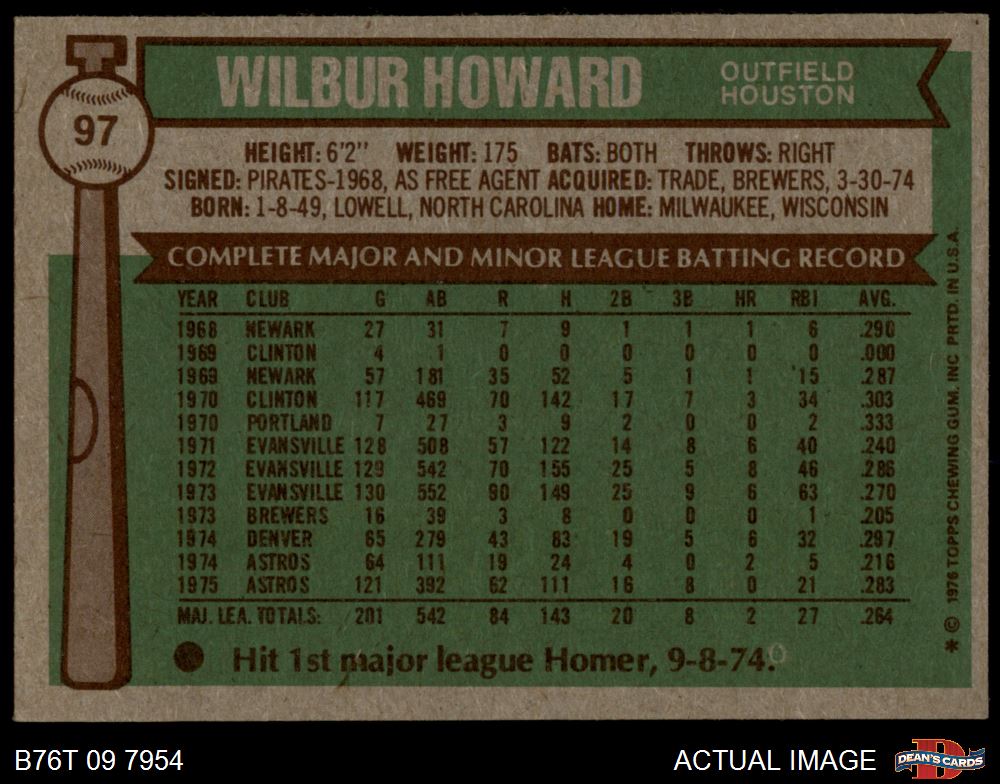 97
WILBUR HOWARD
OUTFIELD
HOUSTON
HEIGHT: 6'2" WEIGHT: 175 BATS: BOTH THROWS: RIGHT
SIGNED: PIRATES-1968, AS FREE AGENT ACQUIRED: TRADE, BREWERS, 3-30-74
BORN: 1-8-49, LOWELL, NORTH CAROLINA HOME: MILWAUKEE, WISCONSIN
COMPLETE MAJOR AND MINOR LEAGUE BATTING RECORD
YEAR CLUB G AB R H 2B 3B HR RBI AVG.
1968 NEWARK 27 31 7 9 1 1 1 6 .290
1969 CLINTON 4 1 0 0 0 0 0 0 .000
1969 NEWARK 57 181 35 52 5 1 1 15 .287
1970 CLINTON 117 469 70 142 17 7 3 34 .303
1970 PORTLAND 7 27 3 9 2 0 0 2 .333
1971 EVANSVILLE 128 508 57 122 14 8 6 40 .240
1972 EVANSVILLE 129 542 70 155 25 5 8 46 .286
1973 EVANSVILLE 130 552 90 149 25 9 6 63 .270
1973 BREWERS 16 39 3 8 0 0 0 1 .205
1974 DENVER 65 279 43 83 19 5 6 32 .297
1974 ASTROS 64 111 19 24 4 0 2 5 .216
1975 ASTROS 121 392 62 111 16 8 0 21 .283
MAJ. LEA. TOTALS: 201 542 84 143 20 8 2 27 .264
Hit 1st major league Homer, 9-8-74.
* © 1976 TOPPS CHEWING GUM, INC PRTD. IN U.S.A.
B76T 09 7954
ACTUAL IMAGE
D
DEAN'S CARDS